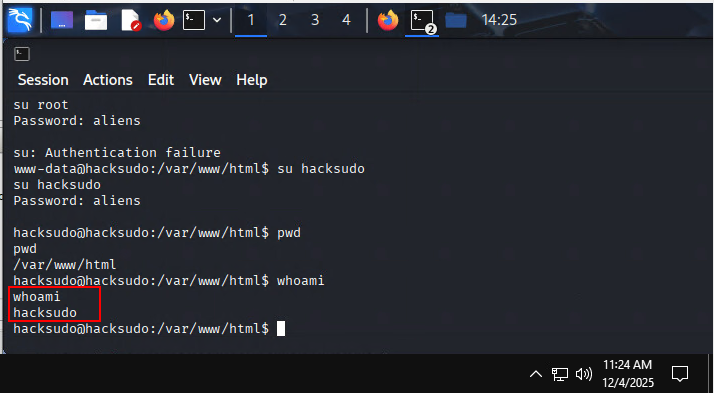 1 2 3 4 2 14:25
Session Actions Edit View Help
su root
Password: aliens
su: Authentication failure
www-data@hacksudo:/var/www/html$ su hacksudo
su hacksudo
Password: aliens
hacksudo@hacksudo:/var/www/html$ pwd
pwd
/var/www/html
hacksudo@hacksudo:/var/www/html$ whoami
whoami
hacksudo
hacksudo@hacksudo:/var/www/html$
11:24 AM
12/4/2025